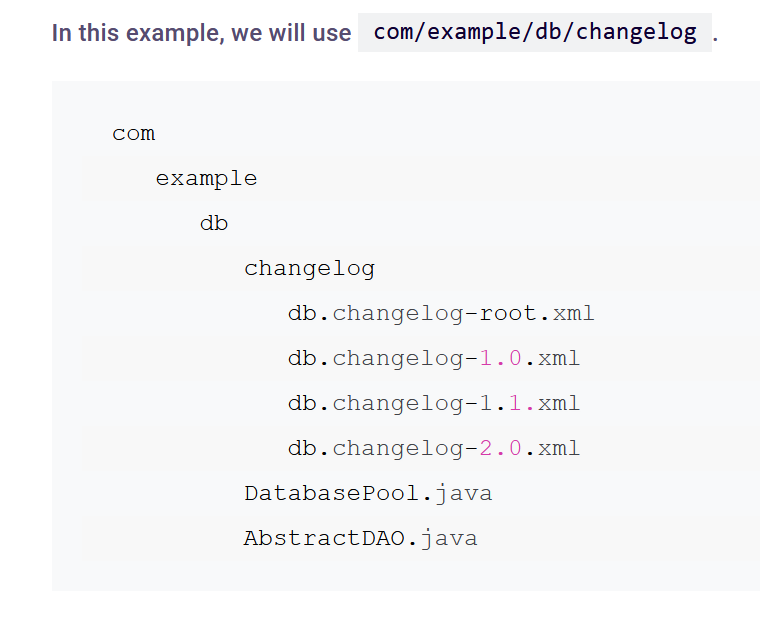 In this example, we will use com/example/db/changelog .
com
example
db
changelog
db.changelog-root.xml
db.changelog-1.0.xml
db.changelog-1.1.xml
db.changelog-2.0.xml
DatabasePool.java
AbstractDAO.java